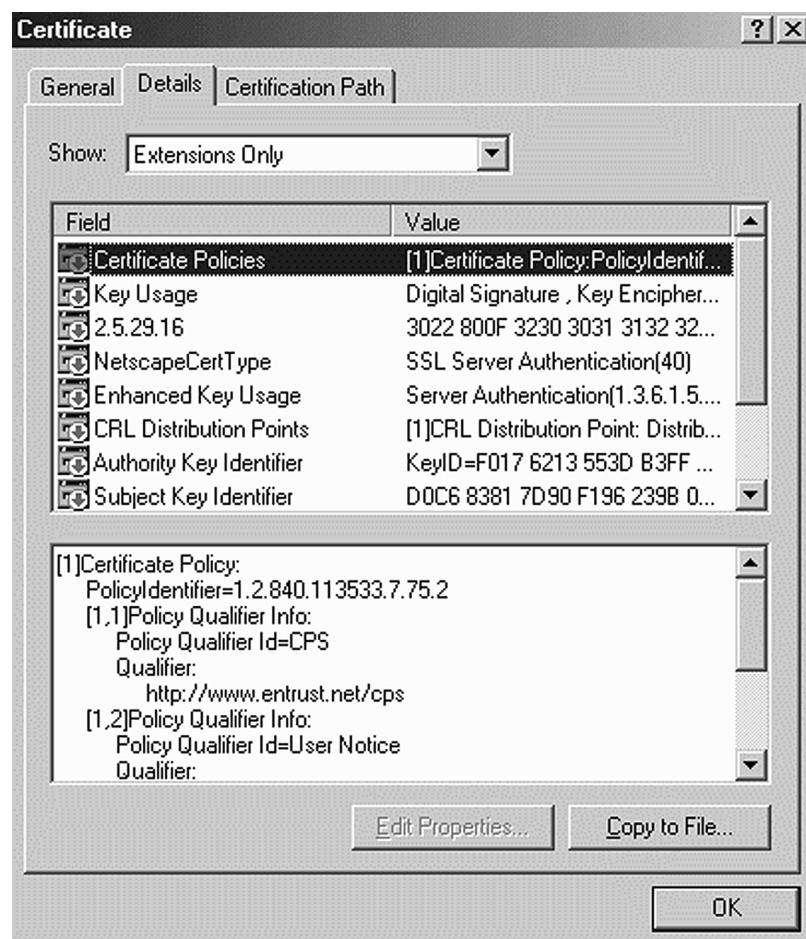 Certificate
General Details Certification Path
Show: Extensions Only
Field Value
Certificate Policies [1]Certificate Policy:PolicyIdentif...
Key Usage Digital Signature , Key Encipher...
2.5.29.16 3022 800F 3230 3031 3132 32...
NetscapeCertType SSL Server Authentication(40)
Enhanced Key Usage Server Authentication(1.3.6.1.5....
CRL Distribution Points [1]CRL Distribution Point: Distrib...
Authority Key Identifier KeyID=F017 6213 553D B3FF ...
Subject Key Identifier D0C6 8381 7D90 F196 239B 0...
[1]Certificate Policy:
PolicyIdentifier=1.2.840.113533.7.75.2
[1,1]Policy Qualifier Info:
Policy Qualifier Id=CPS
Qualifier:
http://www.entrust.net/cps
[1,2]Policy Qualifier Info:
Policy Qualifier Id=User Notice
Qualifier:
Edit Properties... Copy to File...
OK